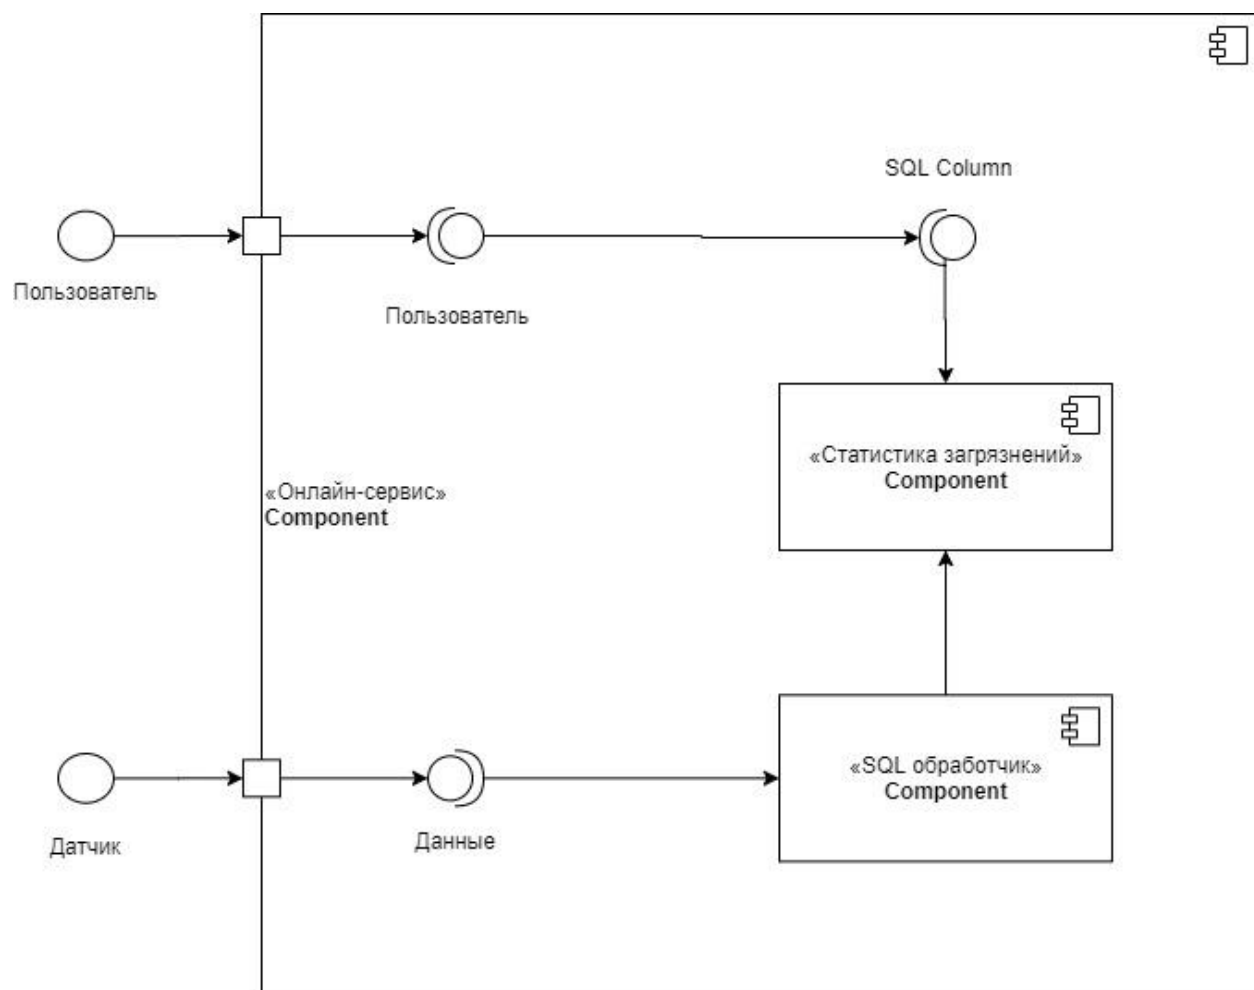 SQL Column
Пользователь
Пользователь
«Статистика загрязнений»
Component
«Онлайн-сервис»
Component
«SQL обработчик»
Component
Датчик
Данные